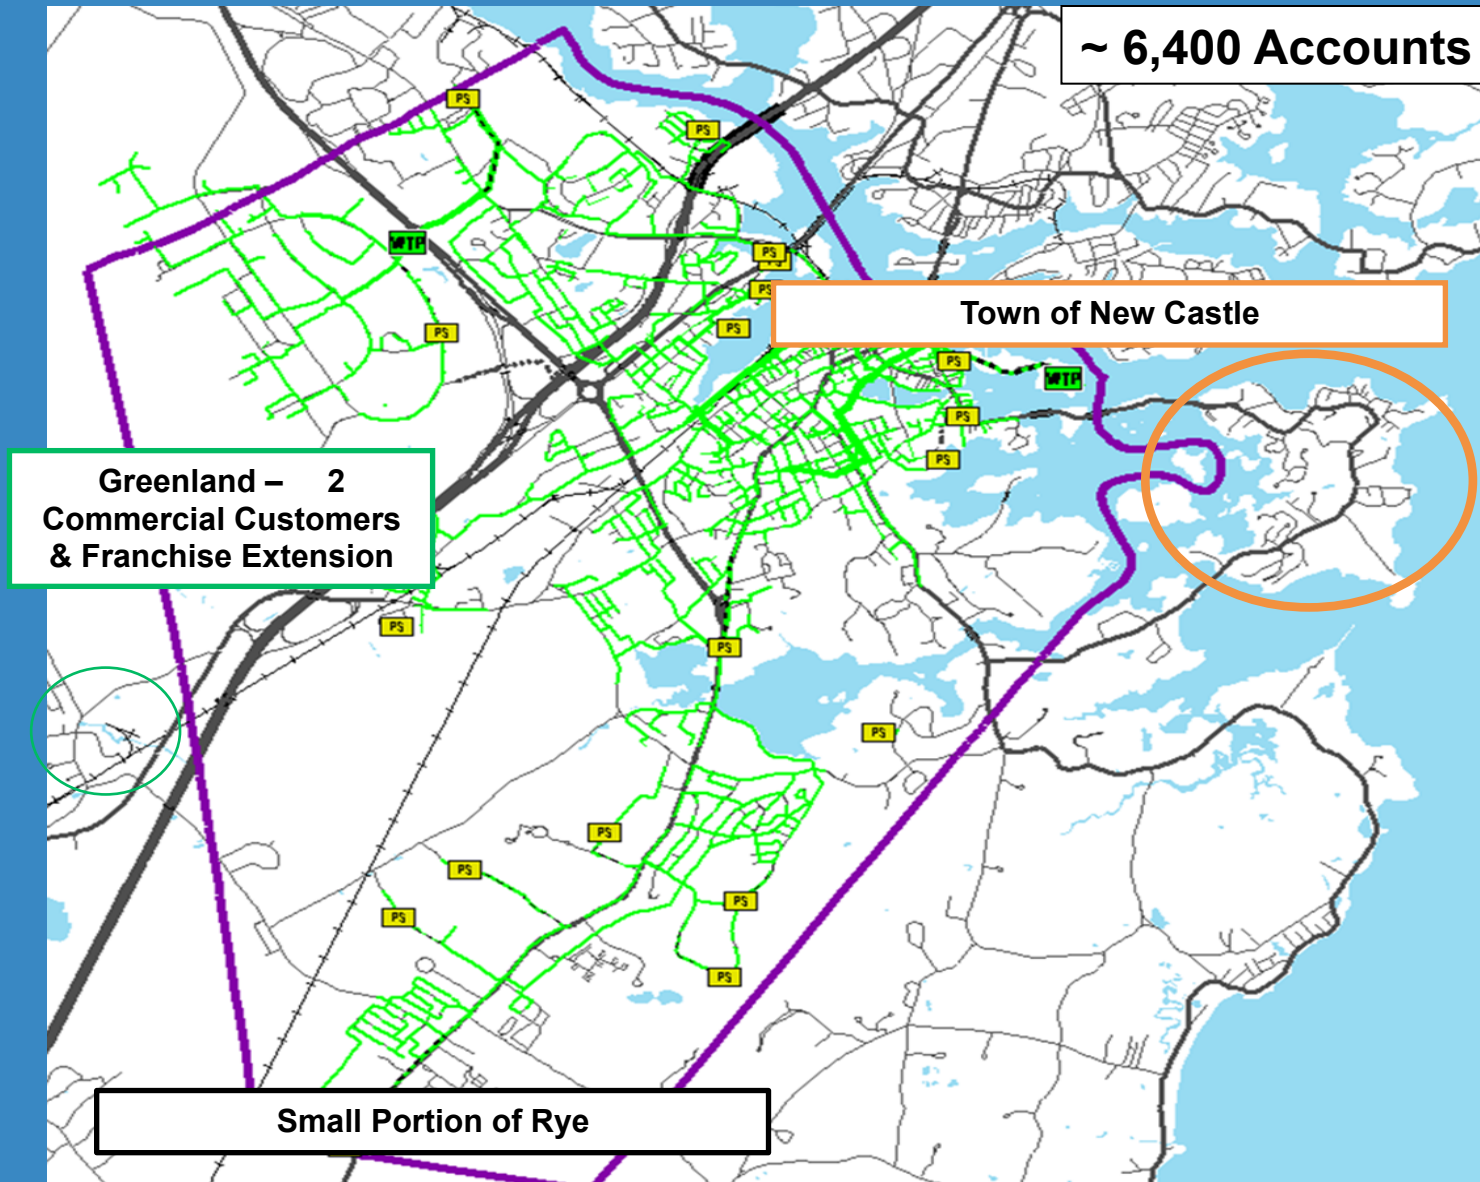 ~ 6,400 Accounts
PS
PS
WTP
PS
PS
PS
PS
PS
Town of New Castle
PS
WTP
PS
PS
Greenland – 2
Commercial Customers
& Franchise Extension
PS
PS
PS
PS
PS
PS
PS
PS
Small Portion of Rye